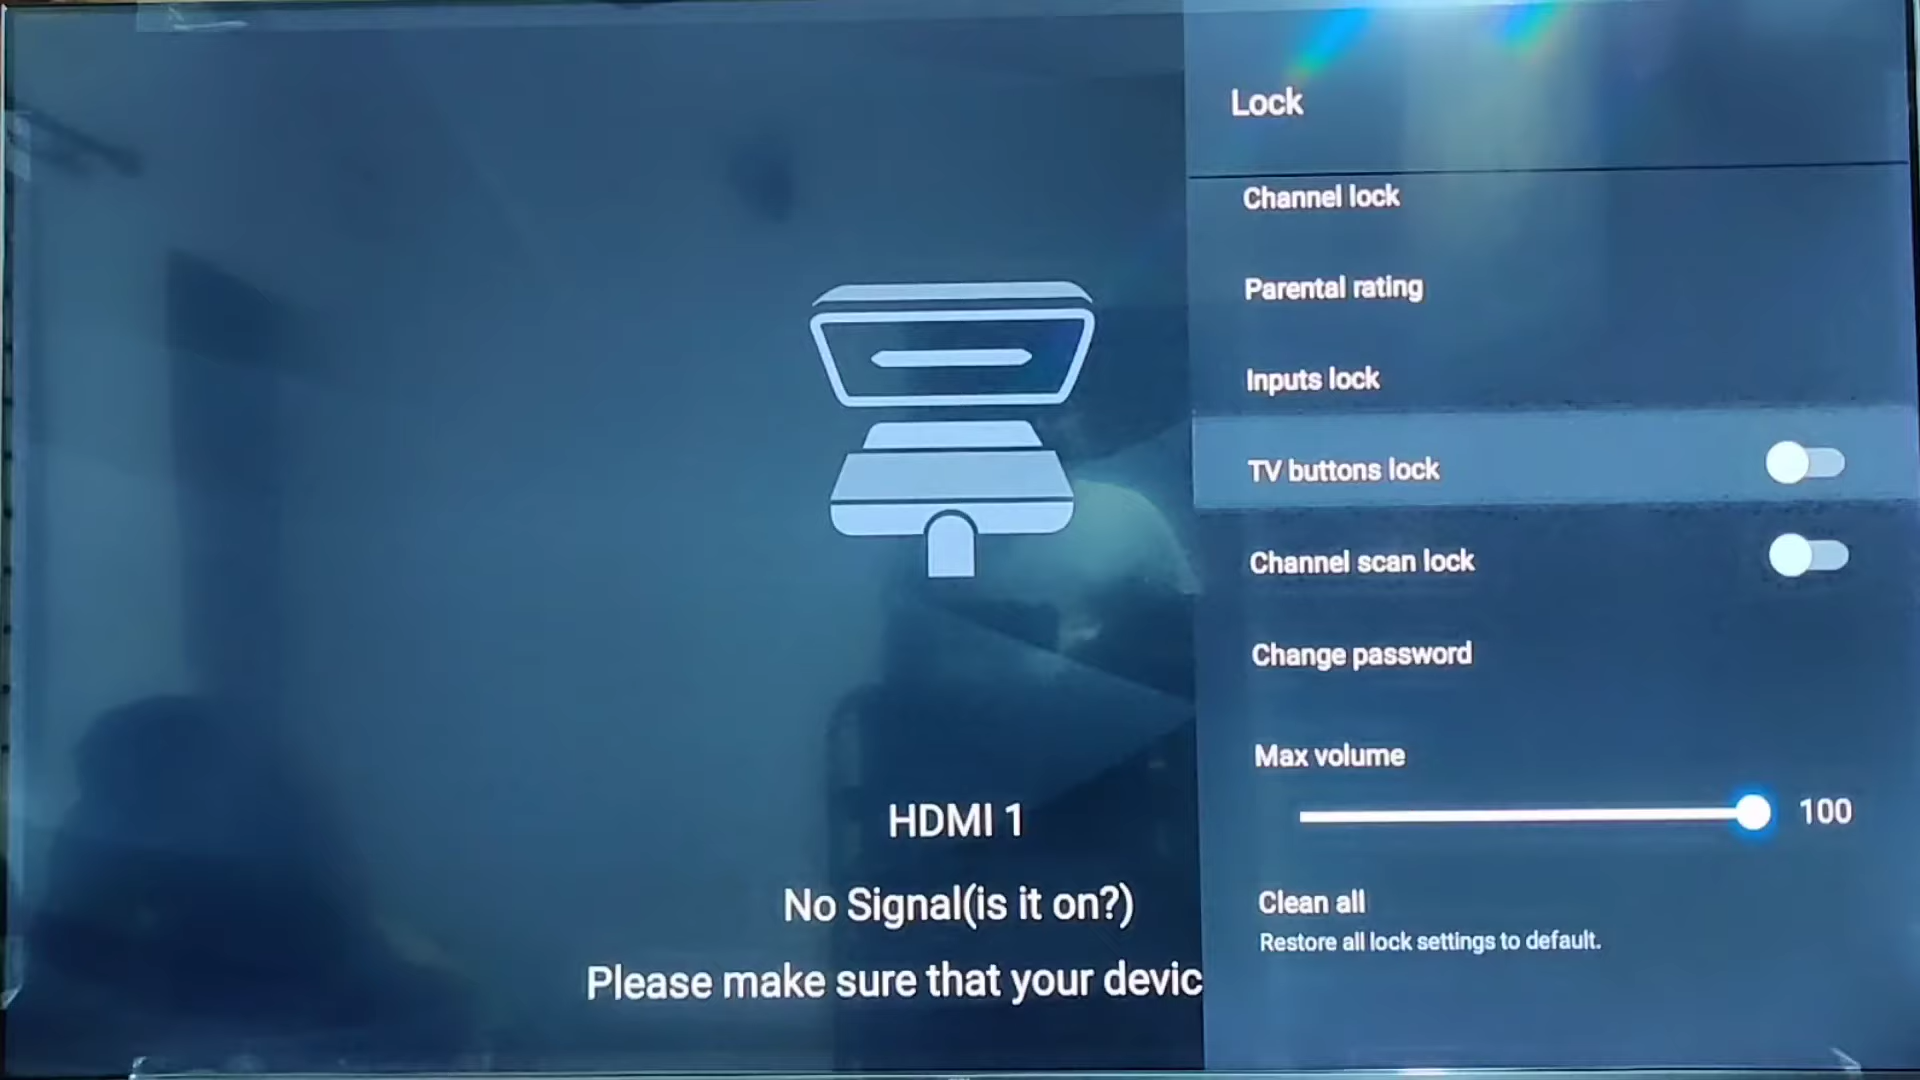 Lock
Channel lock
Parental rating
Inputs lock
TV buttons lock
Channel scan lock
Change password
Max volume
100
Clean all
Restore all lock settings to default.
HDMI 1
No Signal(is it on?)
Please make sure that your devic